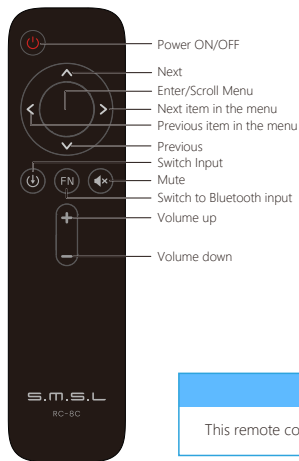 Power ON/OFF
Next
Enter/Scroll Menu
Next item in the menu
Previous item in the menu
Previous
Switch Input
Mute
FN
Switch to Bluetooth input
+
Volume up
–
Volume down
S.M.S.L
RC-8C
This remote co